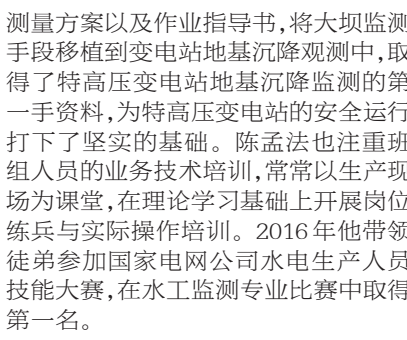 测量方案以及作业指导书,将大坝监测
手段移植到变电站地基沉降观测中,取
得了特高压变电站地基沉降监测的第
一手资料,为特高压变电站的安全运行
打下了坚实的基础。陈孟法也注重班
组人员的业务技术培训,常常以生产现
场为课堂,在理论学习基础上开展岗位
练兵与实际操作培训。2016年他带领
徒弟参加国家电网公司水电生产人员
技能大赛,在水工监测专业比赛中取得
第一名。